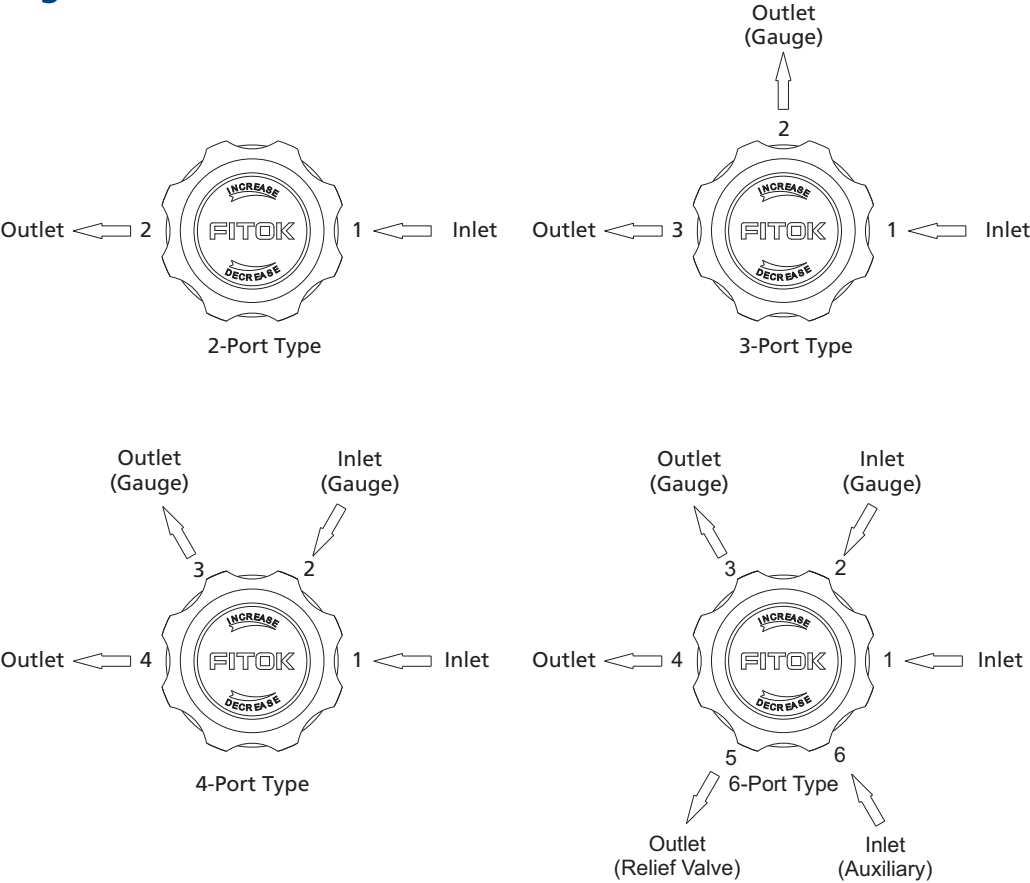 Outlet
(Gauge)
2
INCREASE
Outlet 2 FITOK 1 Inlet
DECREASE
2-Port Type
INCREASE
Outlet 3 FITOK 1 Inlet
DECREASE
3-Port Type
Outlet
(Gauge)
Inlet
(Gauge)
3 2
INCREASE
Outlet 4 FITOK 1 Inlet
DECREASE
4-Port Type
Outlet
(Gauge)
Inlet
(Gauge)
3 2
INCREASE
Outlet 4 FITOK 1 Inlet
DECREASE
5 6
6-Port Type
Outlet
(Relief Valve)
Inlet
(Auxiliary)